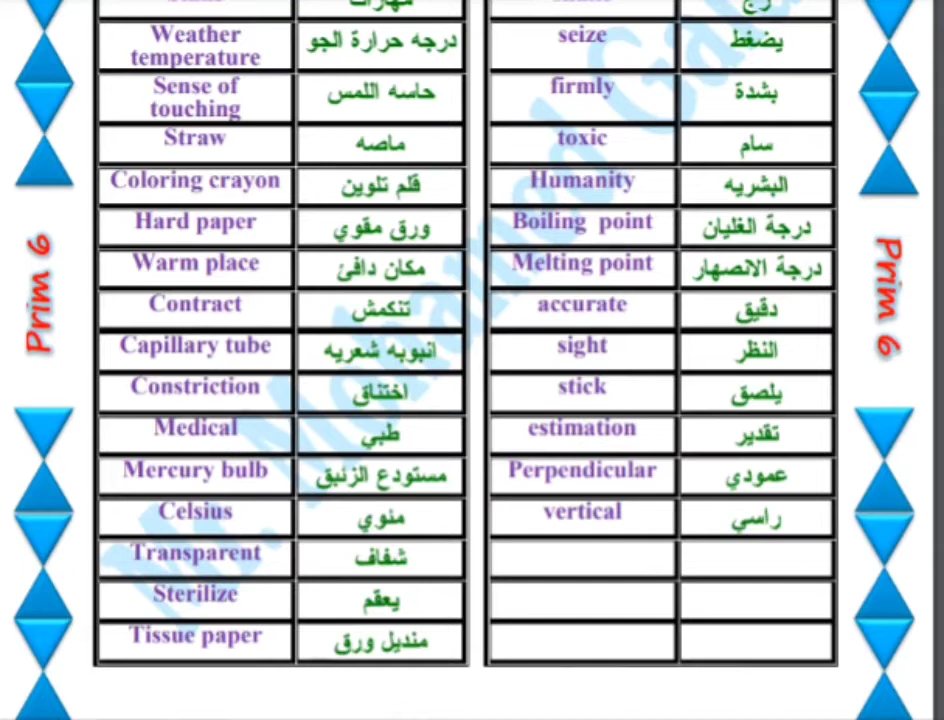 Weather temperature درجه حرارة الجو
Sense of touching حاسه اللمس
Straw ماصه
Coloring crayon قلم تلوين
Hard paper ورق مقوي
Warm place مكان دافئ
Contract تنكمش
Capillary tube انبوبه شعريه
Constriction اختناق
Medical طبي
Mercury bulb مستودع الزئبق
Celsius مئوي
Transparent شفاف
Sterilize يعقم
Tissue paper منديل ورق
seize يضغط
firmly بشدة
toxic سام
Humanity البشريه
Boiling point درجة الغليان
Melting point درجة الانصهار
accurate دقيق
sight النظر
stick يلصق
estimation تقدير
Perpendicular عمودي
vertical راسي
Prim 6
Prim 6
Mr. Mohamed